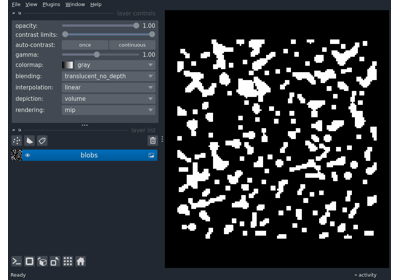 File View Plugins Window Help
layer controls
opacity: 1.00
contrast limits:
auto-contrast: once continuous
gamma: 1.00
colormap: gray
blending: translucent_no_depth
interpolation: linear
depiction: volume
rendering: mip
layer list
blobs
Ready activity